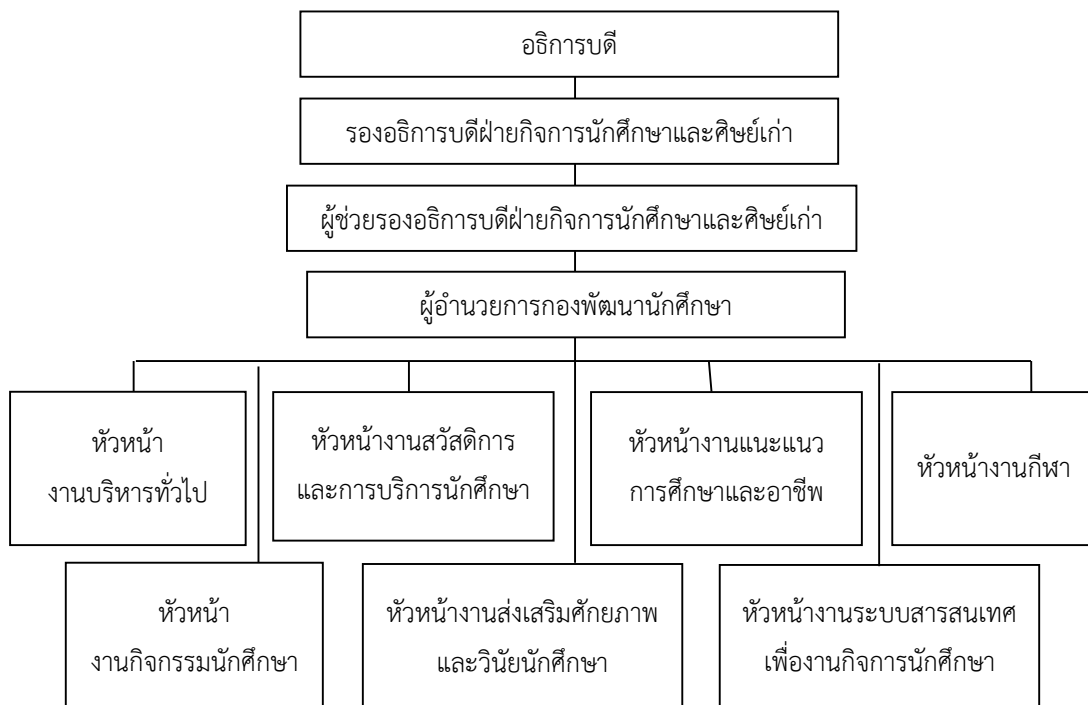 อธิการบดี
รองอธิการบดีฝ่ายกิจการนักศึกษาและศิษย์เก่า
ผู้ช่วยรองอธิการบดีฝ่ายกิจการนักศึกษาและศิษย์เก่า
ผู้อำนวยการกองพัฒนานักศึกษา
หัวหน้า
งานบริหารทั่วไป
หัวหน้างานสวัสดิการ
และการบริการนักศึกษา
หัวหน้างานแนะแนว
การศึกษาและอาชีพ
หัวหน้างานกีฬา
หัวหน้า
งานกิจกรรมนักศึกษา
หัวหน้างานส่งเสริมศักยภาพ
และวินัยนักศึกษา
หัวหน้างานระบบสารสนเทศ
เพื่องานกิจการนักศึกษา